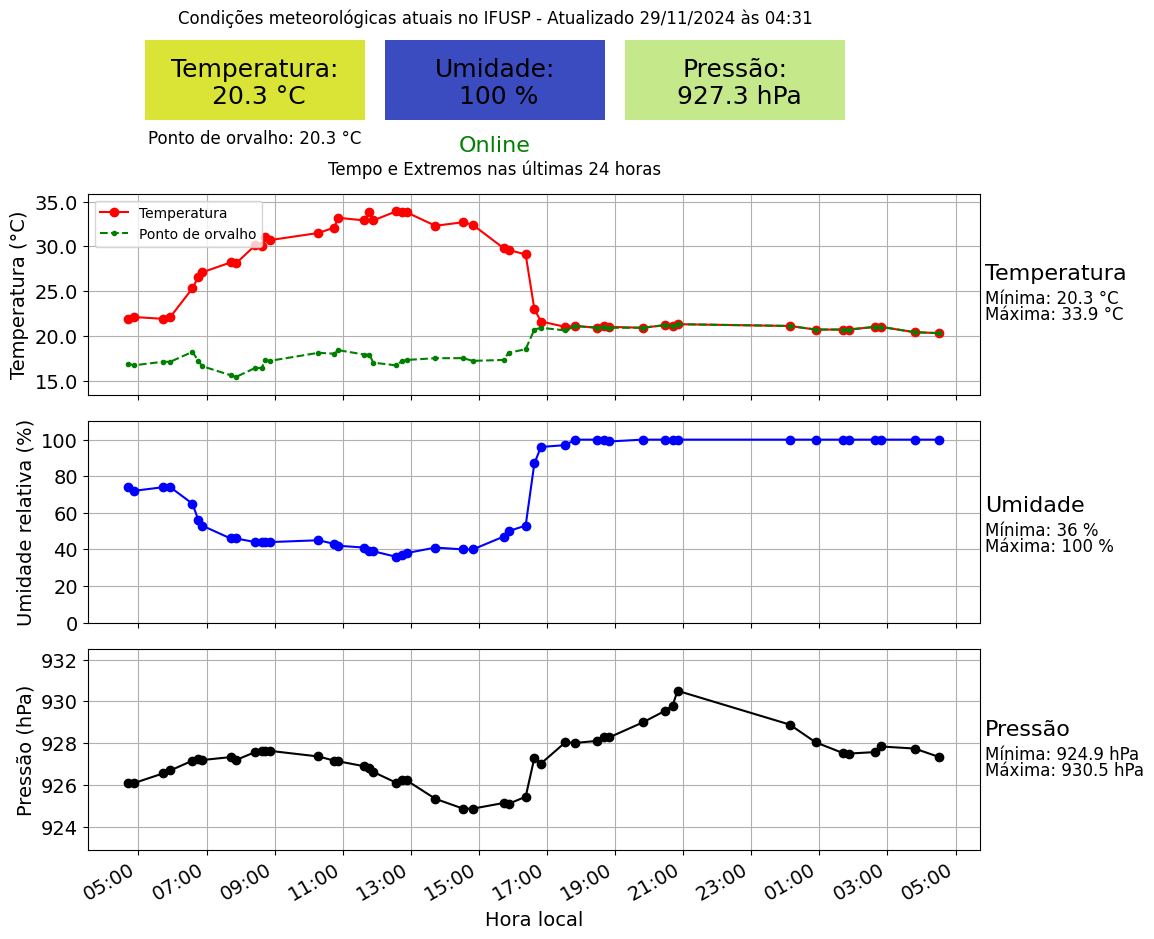 Condições meteorológicas atuais no IFUSP - Atualizado 29/11/2024 às 04:31
Temperatura:
20.3 °C
Umidade:
100 %
Pressão:
927.3 hPa
Ponto de orvalho: 20.3 °C
Online
Tempo e Extremos nas últimas 24 horas
Temperatura (°C)
35.0
30.0
25.0
20.0
15.0
Temperatura
Ponto de orvalho
Temperatura
Mínima: 20.3 °C
Máxima: 33.9 °C
Umidade relativa (%)
100
80
60
40
20
0
Umidade
Mínima: 36 %
Máxima: 100 %
Pressão (hPa)
932
930
928
926
924
Pressão
Mínima: 924.9 hPa
Máxima: 930.5 hPa
05:00 07:00 09:00 11:00 13:00 15:00 17:00 19:00 21:00 23:00 01:00 03:00 05:00
Hora local